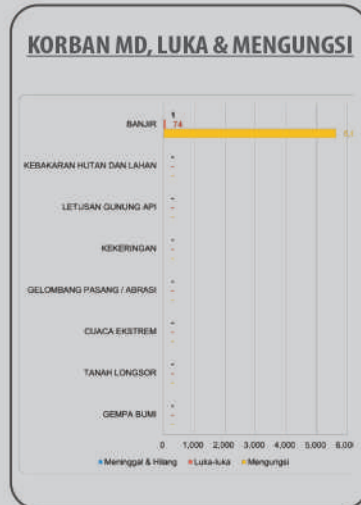 KORBAN MD, LUKA & MENGUNGSI
BANJIR
1
74
KEBAKARAN HUTAN DAN LAHAN
-
-
-
LETUSAN GUNUNG API
-
-
-
KEKERINGAN
-
-
-
GELOMBANG PASANG / ABRASI
-
-
-
CUACA EKSTREM
-
-
-
TANAH LONGSOR
-
-
-
GEMPA BUMI
-
-
-
0 1,000 2,000 3,000 4,000 5,000 6,000
Meninggal & Hilang Luka-luka Mengungsi